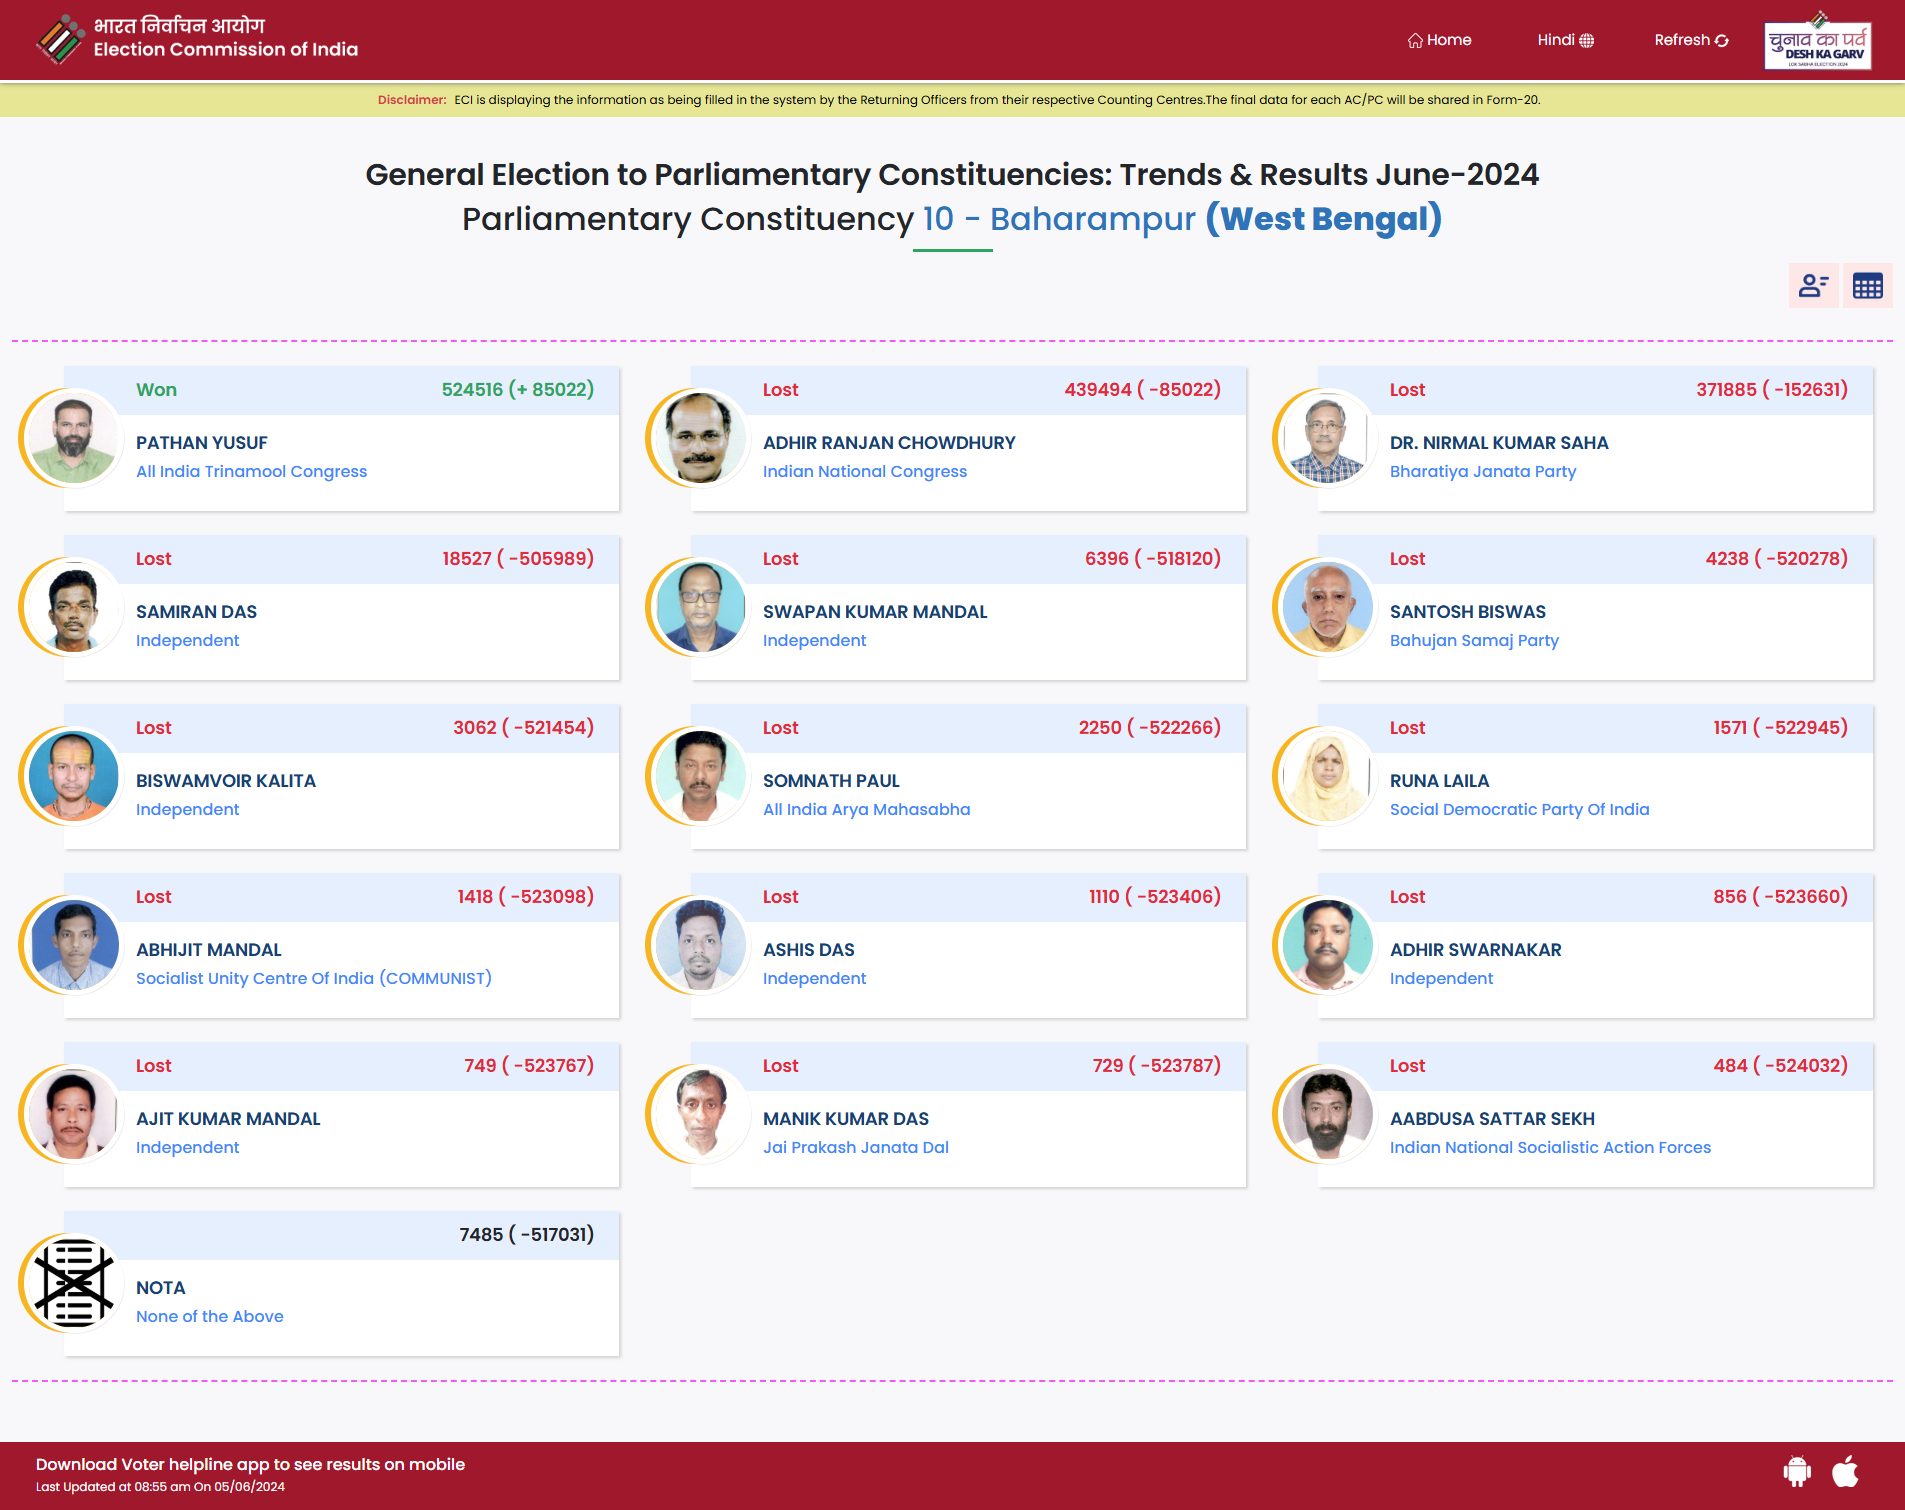 भारत निर्वाचन आयोग
Election Commission of India
Home
Hindi
Refresh
चुनाव का पर्व
DESH KA GARV
LOK SABHA ELECTION 2024
Disclaimer: ECI is displaying the information as being filled in the system by the Returning Officers from their respective Counting Centres.The final data for each AC/PC will be shared in Form-20.
General Election to Parliamentary Constituencies: Trends & Results June-2024
Parliamentary Constituency 10 - Baharampur (West Bengal)
Won 524516 (+ 85022)
PATHAN YUSUF
All India Trinamool Congress
Lost 439494 ( -85022)
ADHIR RANJAN CHOWDHURY
Indian National Congress
Lost 371885 ( -152631)
DR. NIRMAL KUMAR SAHA
Bharatiya Janata Party
Lost 18527 ( -505989)
SAMIRAN DAS
Independent
Lost 6396 ( -518120)
SWAPAN KUMAR MANDAL
Independent
Lost 4238 ( -520278)
SANTOSH BISWAS
Bahujan Samaj Party
Lost 3062 ( -521454)
BISWAMVOIR KALITA
Independent
Lost 2250 ( -522266)
SOMNATH PAUL
All India Arya Mahasabha
Lost 1571 ( -522945)
RUNA LAILA
Social Democratic Party Of India
Lost 1418 ( -523098)
ABHIJIT MANDAL
Socialist Unity Centre Of India (COMMUNIST)
Lost 1110 ( -523406)
ASHIS DAS
Independent
Lost 856 ( -523660)
ADHIR SWARNAKAR
Independent
Lost 749 ( -523767)
AJIT KUMAR MANDAL
Independent
Lost 729 ( -523787)
MANIK KUMAR DAS
Jai Prakash Janata Dal
Lost 484 ( -524032)
AABDUSA SATTAR SEKH
Indian National Socialistic Action Forces
7485 ( -517031)
NOTA
None of the Above
Download Voter helpline app to see results on mobile
Last Updated at 08:55 am On 05/06/2024